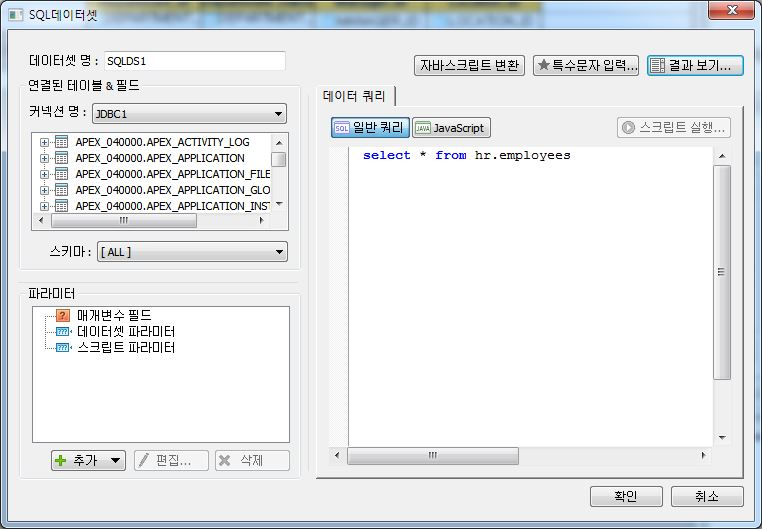 SQL데이터셋
데이터셋 명 : SQLDS1
자바스크립트 변환
특수문자 입력...
결과 보기...
연결된 테이블 & 필드
커넥션 명 : JDBC1
APEX_040000.APEX_ACTIVITY_LOG
APEX_040000.APEX_APPLICATION
APEX_040000.APEX_APPLICATION_FILE
APEX_040000.APEX_APPLICATION_GLO
APEX_040000.APEX_APPLICATION_INST
스키마 : [ ALL ]
데이터 쿼리
SQL 일반 쿼리
JAVA JavaScript
스크립트 실행...
select * from hr.employees
파라미터
? 매개변수 필드
??? 데이터셋 파라미터
??? 스크립트 파라미터
추가
편집...
삭제
확인
취소